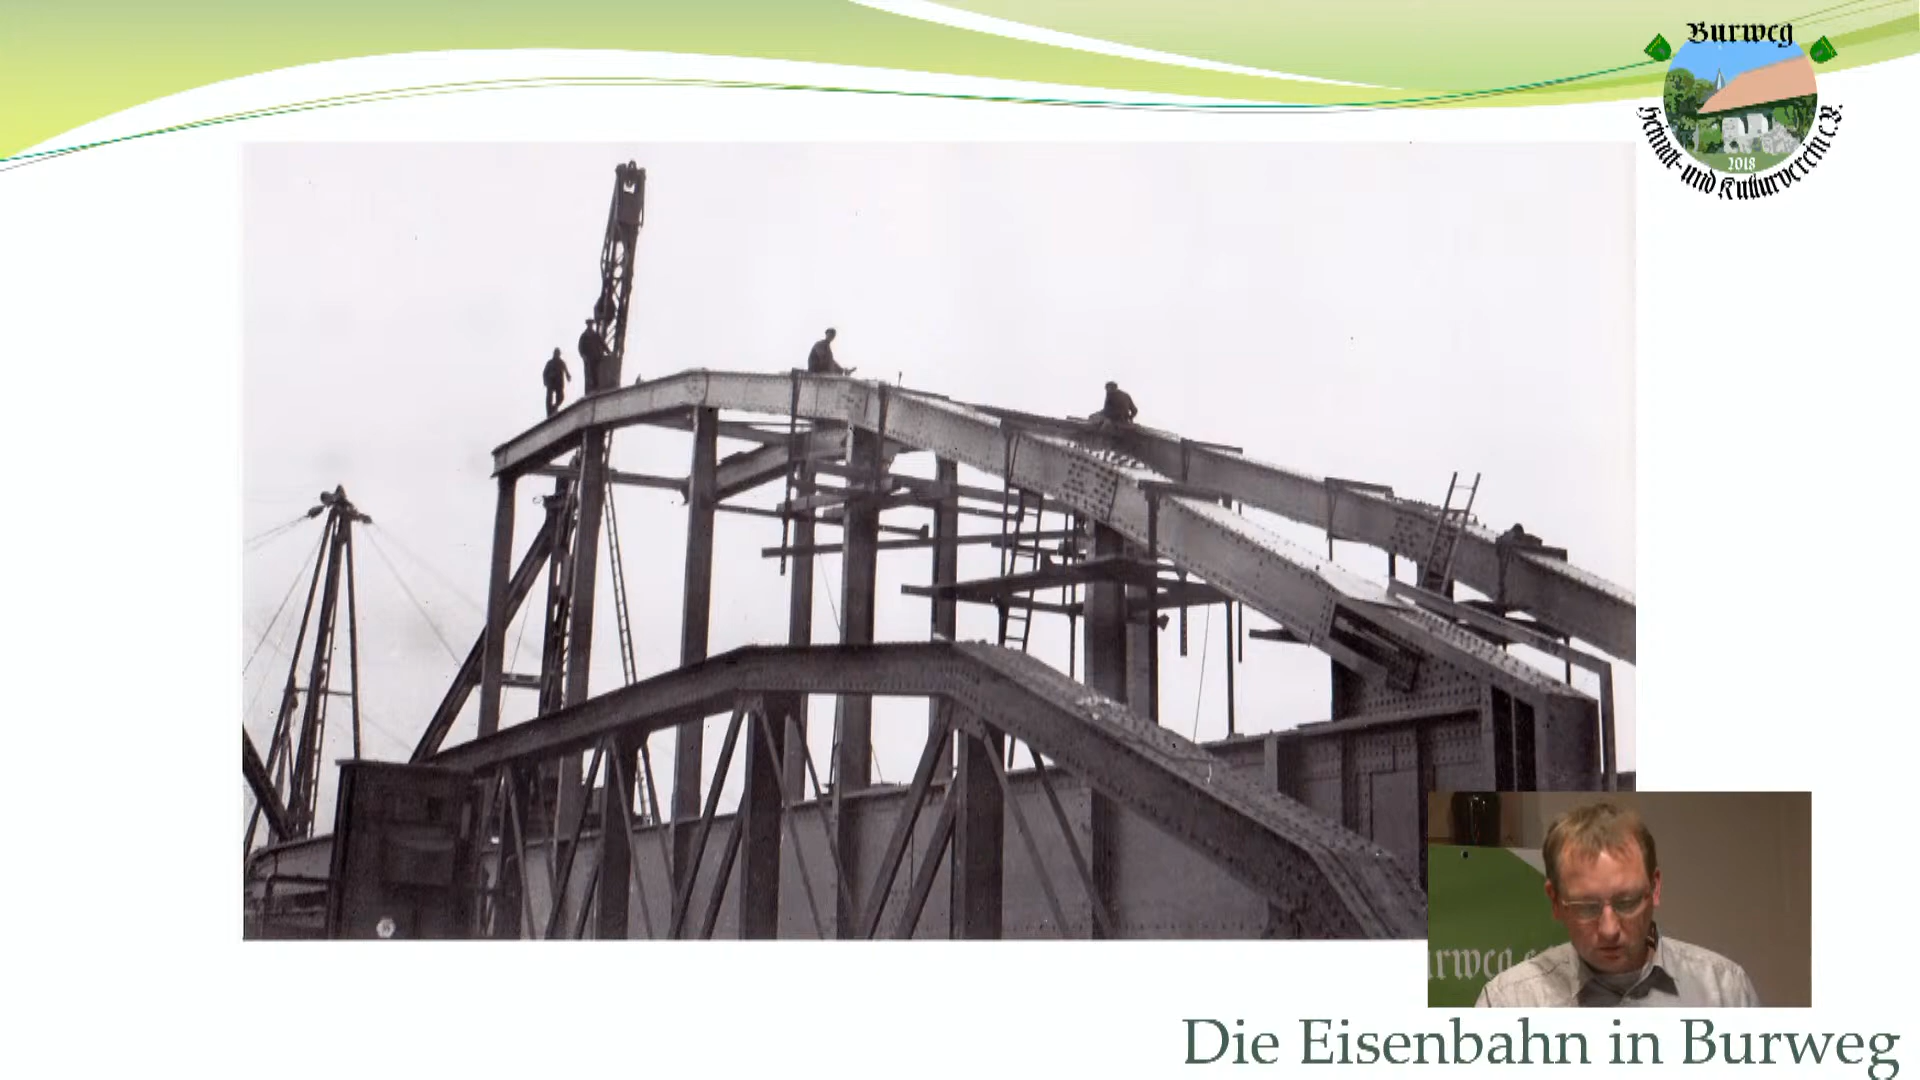 Burweg
Heimat- und Kulturverein e.V.
2018
Die Eisenbahn in Burweg